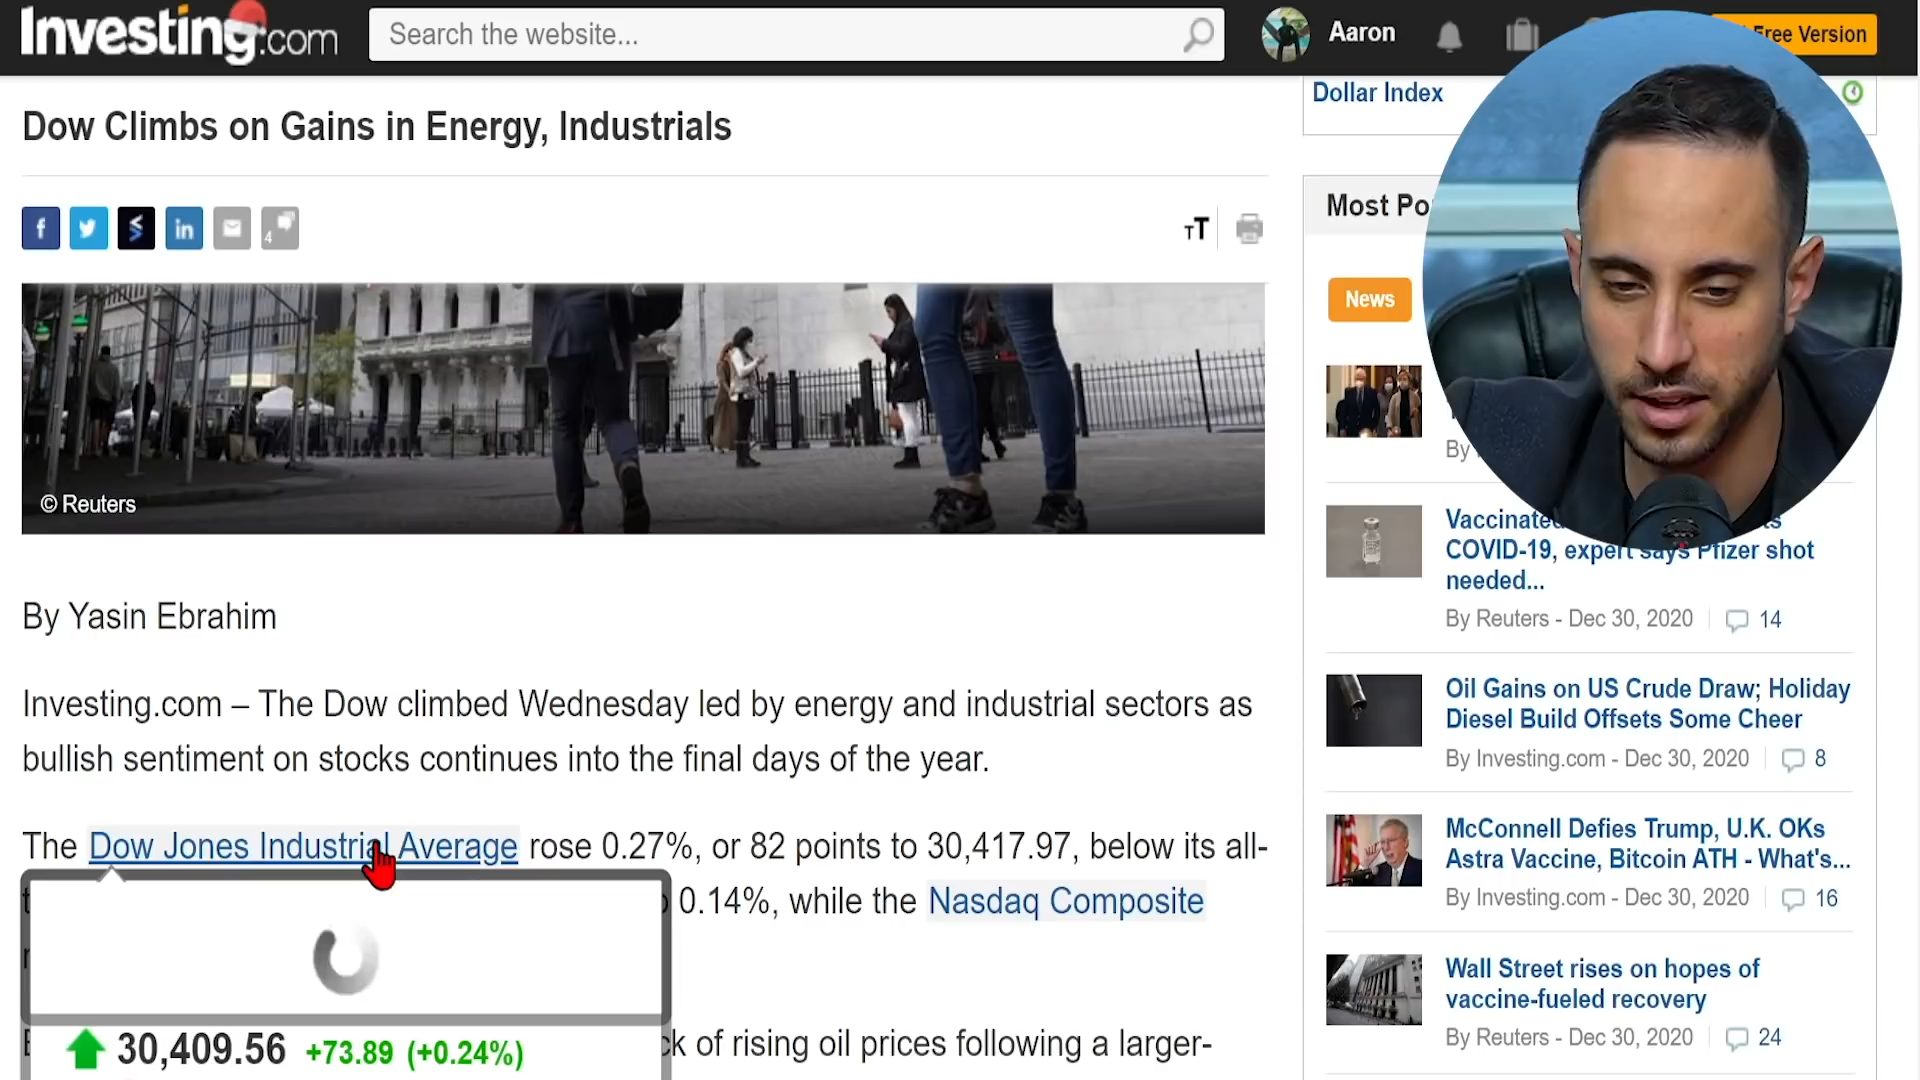 Investing.com
Search the website...
Aaron
Free Version
Dow Climbs on Gains in Energy, Industrials
Dollar Index
4
TT
© Reuters
By Yasin Ebrahim
Investing.com – The Dow climbed Wednesday led by energy and industrial sectors as
bullish sentiment on stocks continues into the final days of the year.
The Dow Jones Industrial Average rose 0.27%, or 82 points to 30,417.97, below its all-
0.14%, while the Nasdaq Composite
30,409.56 +73.89 (+0.24%)
of rising oil prices following a larger-
Most
News
By
COVID-19, expert says Pfizer shot
needed...
By Reuters - Dec 30, 2020 14
Oil Gains on US Crude Draw; Holiday
Diesel Build Offsets Some Cheer
By Investing.com - Dec 30, 2020 8
McConnell Defies Trump, U.K. OKs
Astra Vaccine, Bitcoin ATH - What's...
By Investing.com - Dec 30, 2020 16
Wall Street rises on hopes of
vaccine-fueled recovery
By Reuters - Dec 30, 2020 24